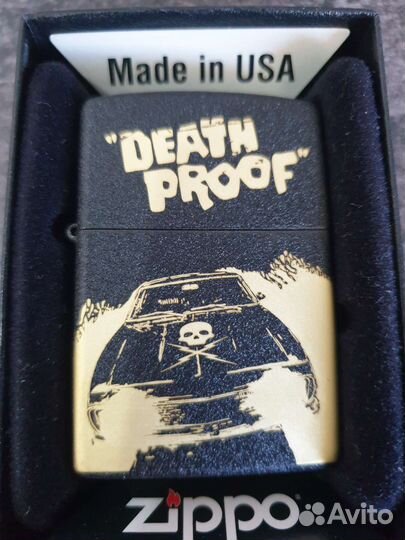 Made in USA
"DEATH
PROOF"
zippo
Avito